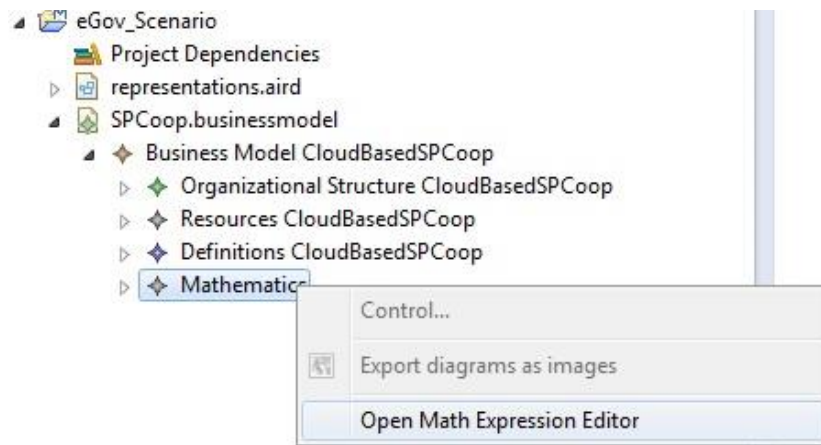 eGov_Scenario
Project Dependencies
representations.aird
SPCoop.businessmodel
Business Model CloudBasedSPCoop
Organizational Structure CloudBasedSPCoop
Resources CloudBasedSPCoop
Definitions CloudBasedSPCoop
Mathematics
Control...
Export diagrams as images
Open Math Expression Editor